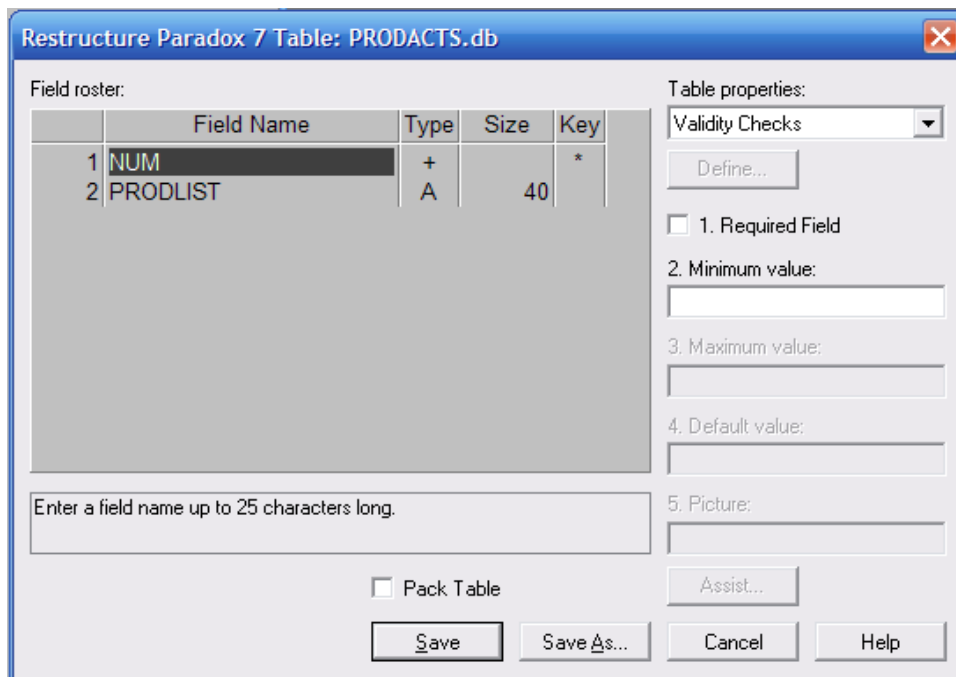 Restructure Paradox 7 Table: PRODACTS.db
Field roster:
Field Name Type Size Key
1 NUM + *
2 PRODLIST A 40
Enter a field name up to 25 characters long.
Pack Table
Save Save As... Cancel Help
Table properties:
Validity Checks
Define...
1. Required Field
2. Minimum value:
3. Maximum value:
4. Default value:
5. Picture:
Assist...